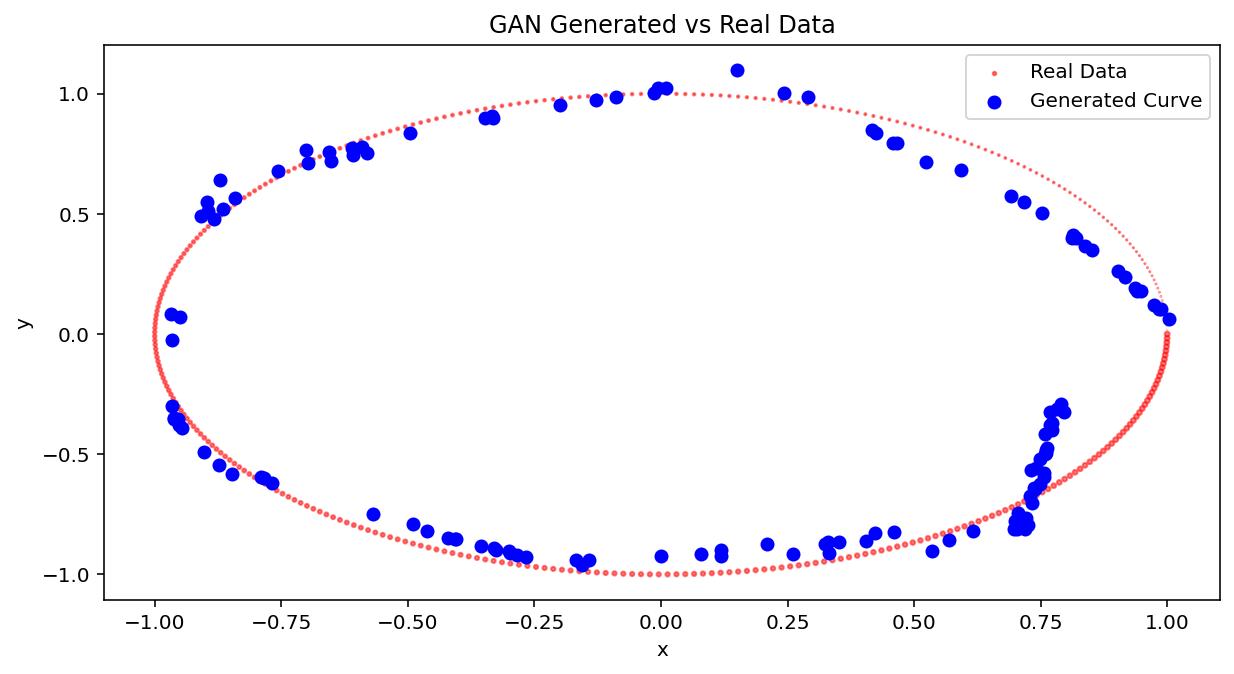 GAN Generated vs Real Data
Real Data
Generated Curve
1.0
0.5
0.0
−0.5
−1.0
y
−1.00 −0.75 −0.50 −0.25 0.00 0.25 0.50 0.75 1.00
x